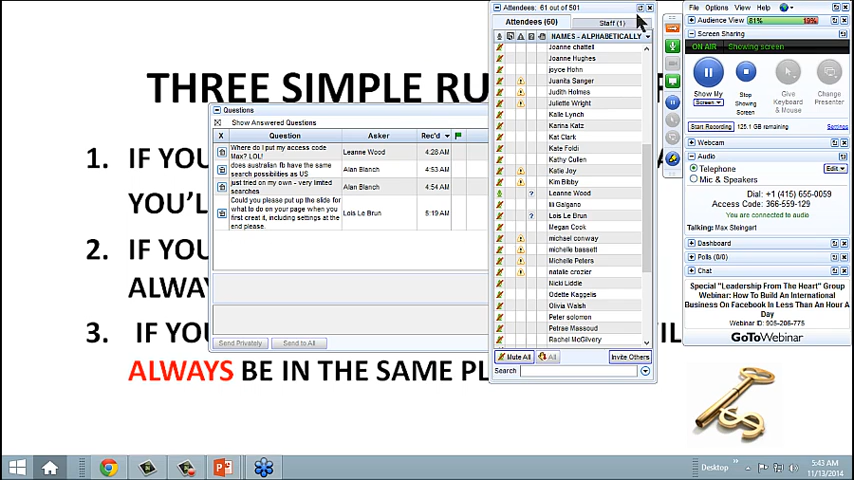 THREE SIMPLE RU
1. IF YOU
YOU'L
2. IF YOU
ALWAY
3. IF YOU
IL
ALWAYS BE IN THE SAME PL
Questions
Show Answered Questions
X Question Asker Rec'd
Where do I put my access code Max? LOL!
Leanne Wood 4:28 AM
does australian fb have the same search possibilities as US
Alan Blanch 4:53 AM
just tried on my own - very limited searches
Alan Blanch 4:54 AM
Could you please put up the slide for what to do on your page when you first creat it, including settings at the end please.
Lois Le Brun 5:19 AM
Send Privately Send to All
Attendees: 61 out of 501
Attendees (60) Staff (1)
NAMES - ALPHABETICALLY
Joanne chattell
Joanne Hughes
joyce Hohn
Juanita Sanger
Judith Holmes
Juliette Wright
Kalie Lynch
Karina Katz
Kat Clark
Kate Foldi
Kathy Cullen
Katie Joy
Kim Bibby
Leanne Wood
lili Galgano
Lois Le Brun
Megan Cook
michael conway
michelle bassett
Michelle Peters
natalie crozier
Nicki Liddle
Odette Kaggelis
Olivia Walsh
Peter solomon
Petrea Massoud
Rachel McGilvery
Mute All All Invite Others
Search
File Options View Help
Audience View 81% 19%
Screen Sharing
ON AIR Showing screen
Show My Screen
Stop Showing Screen
Give Keyboard & Mouse
Change Presenter
Start Recording 125.1 GB remaining Settings
Webcam
Audio
Telephone Edit
Mic & Speakers
Dial: +1 (415) 655-0059
Access Code: 366-559-129
You are connected to audio
Talking: Max Steingart
Dashboard
Polls (0/0)
Chat
Special "Leadership From The Heart" Group
Webinar: How To Build An International
Business On Facebook In Less Than An Hour A
Day
Webinar ID: 905-206-775
GoToWebinar
Desktop
5:43 AM
11/13/2014